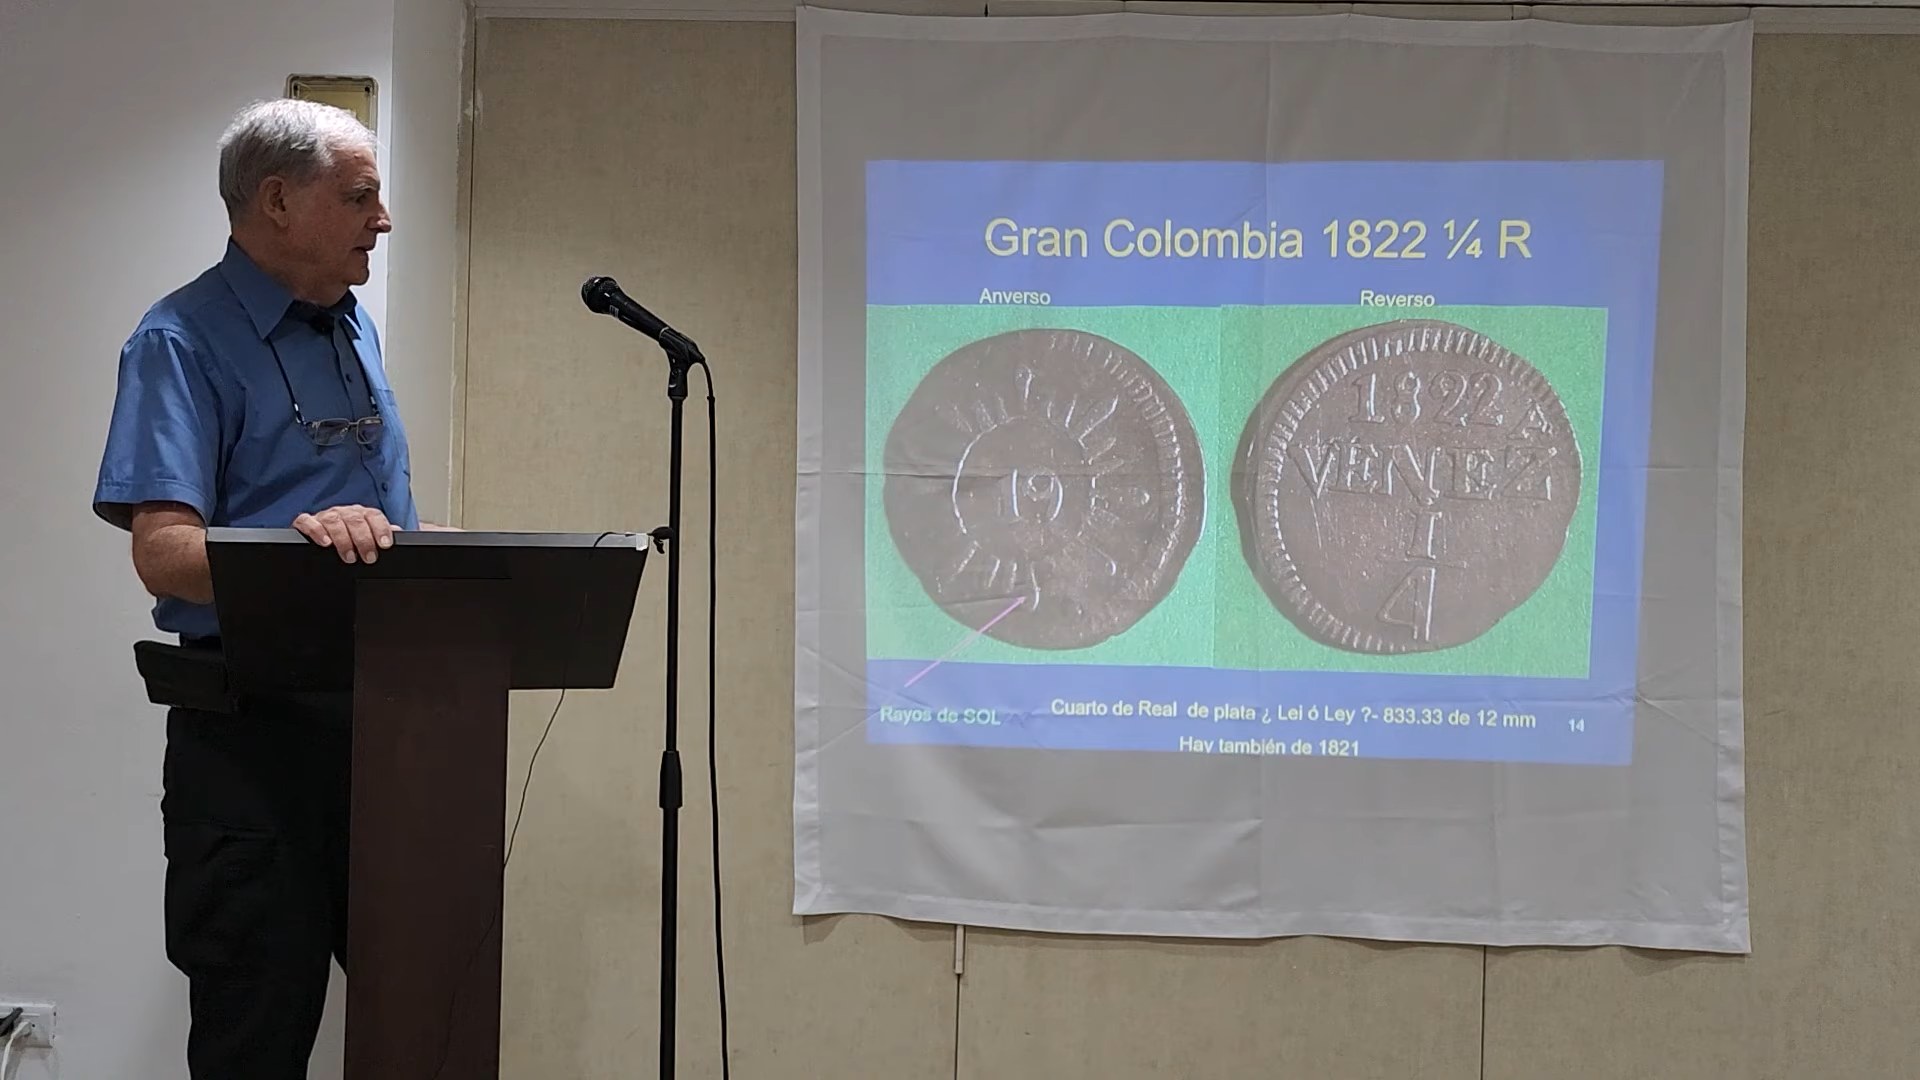 Gran Colombia 1822 ¼ R
Anverso
Reverso
19
1822 A
VENEZ
1
4
Rayos de SOL
Cuarto de Real de plata ¿ Lei ó Ley ?- 833.33 de 12 mm
14
Hay también de 1821